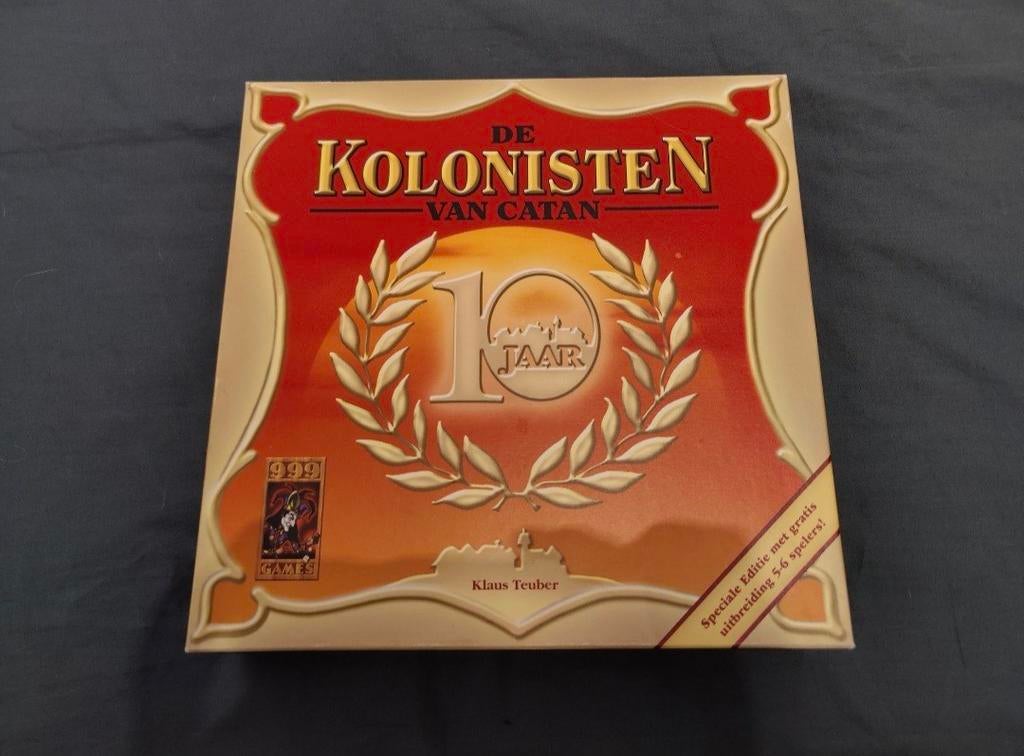 DE
KOLONISTEN
VAN CATAN
10
JAAR
999
GAMES
Klaus Teuber
Speciale Editie met gratis
uitbreiding 5-6 spelers!